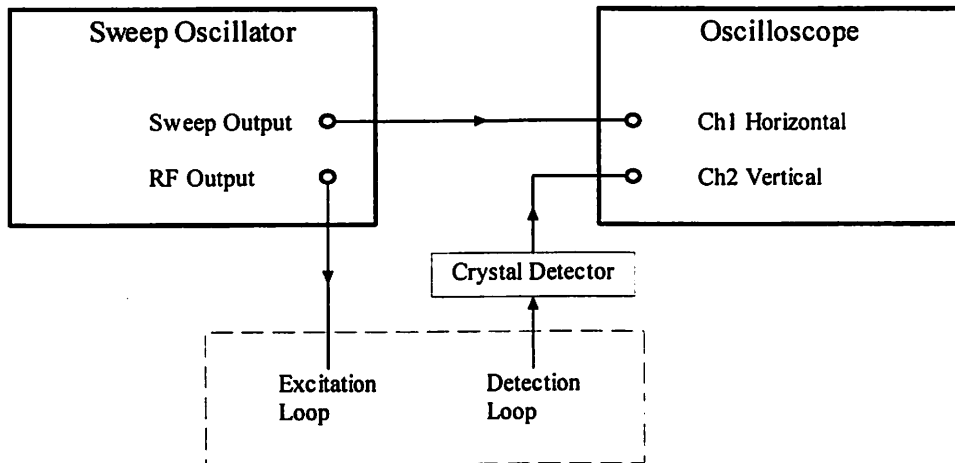 Sweep Oscillator
Oscilloscope
Sweep Output
Ch1 Horizontal
RF Output
Ch2 Vertical
Crystal Detector
Excitation
Loop
Detection
Loop